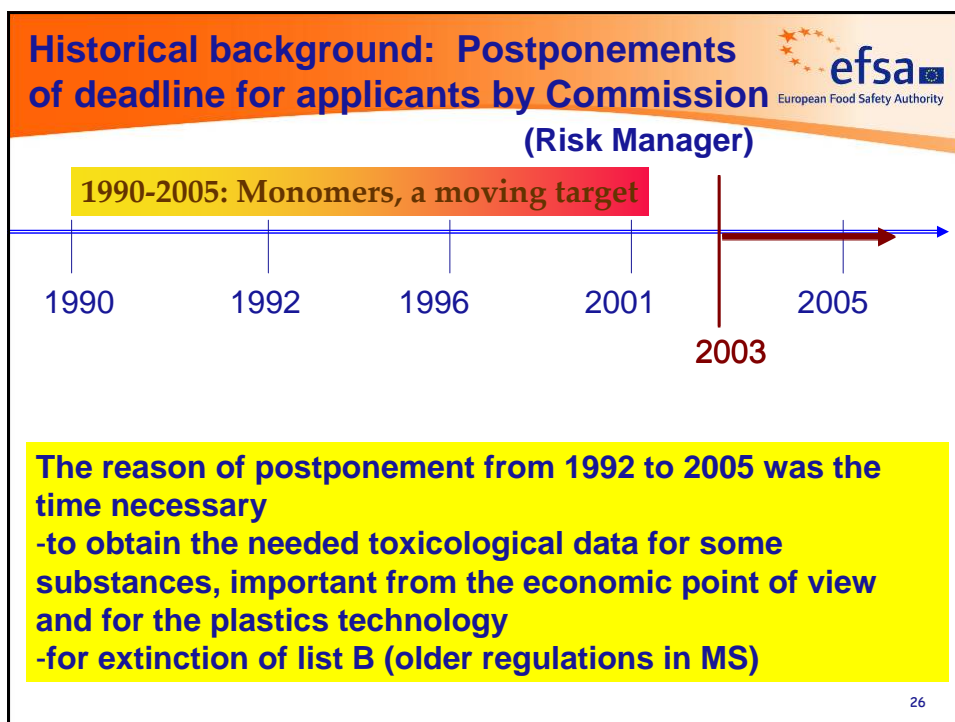 Historical background:  Postponements
of deadline for applicants by Commission
(Risk Manager)
efsa
European Food Safety Authority
1990-2005: Monomers, a moving target
1990 1992 1996 2001 2005
2003
The reason of postponement from 1992 to 2005 was the
time necessary
-to obtain the needed toxicological data for some
substances, important from the economic point of view
and for the plastics technology
-for extinction of list B (older regulations in MS)
26